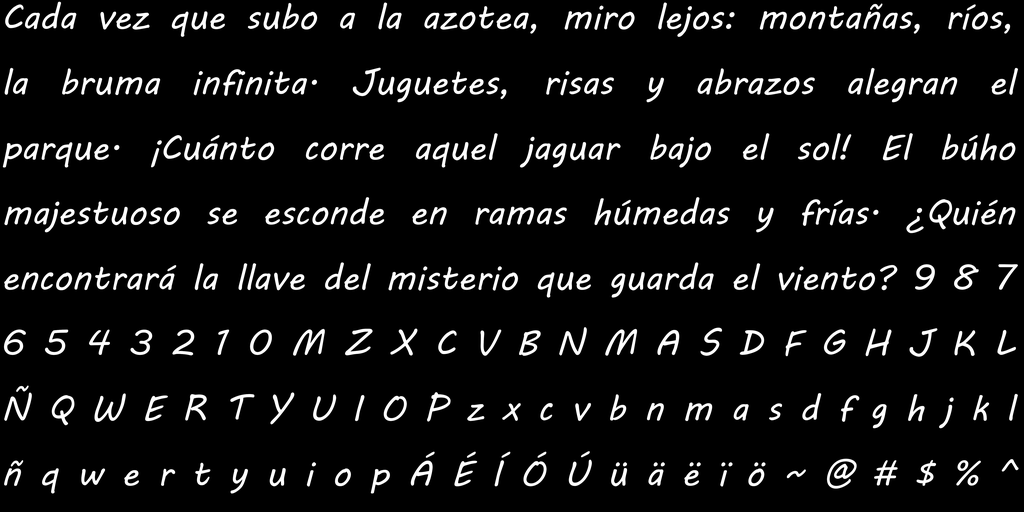 Cada vez que subo a la azotea, miro lejos: montañas, ríos,
la bruma infinita. Juguetes, risas y abrazos alegran el
parque. ¡Cuánto corre aquel jaguar bajo el sol! El búho
majestuoso se esconde en ramas húmedas y frías. ¿Quién
encontrará la llave del misterio que guarda el viento? 9 8 7
6 5 4 3 2 1 0 M Z X C V B N M A S D F G H J K L
Ñ Q W E R T Y U I O P z x c v b n m a s d f g h j k l
ñ q w e r t y u i o p Á É Í Ó Ú ü ä ë ï ö ~ @ # $ % ^